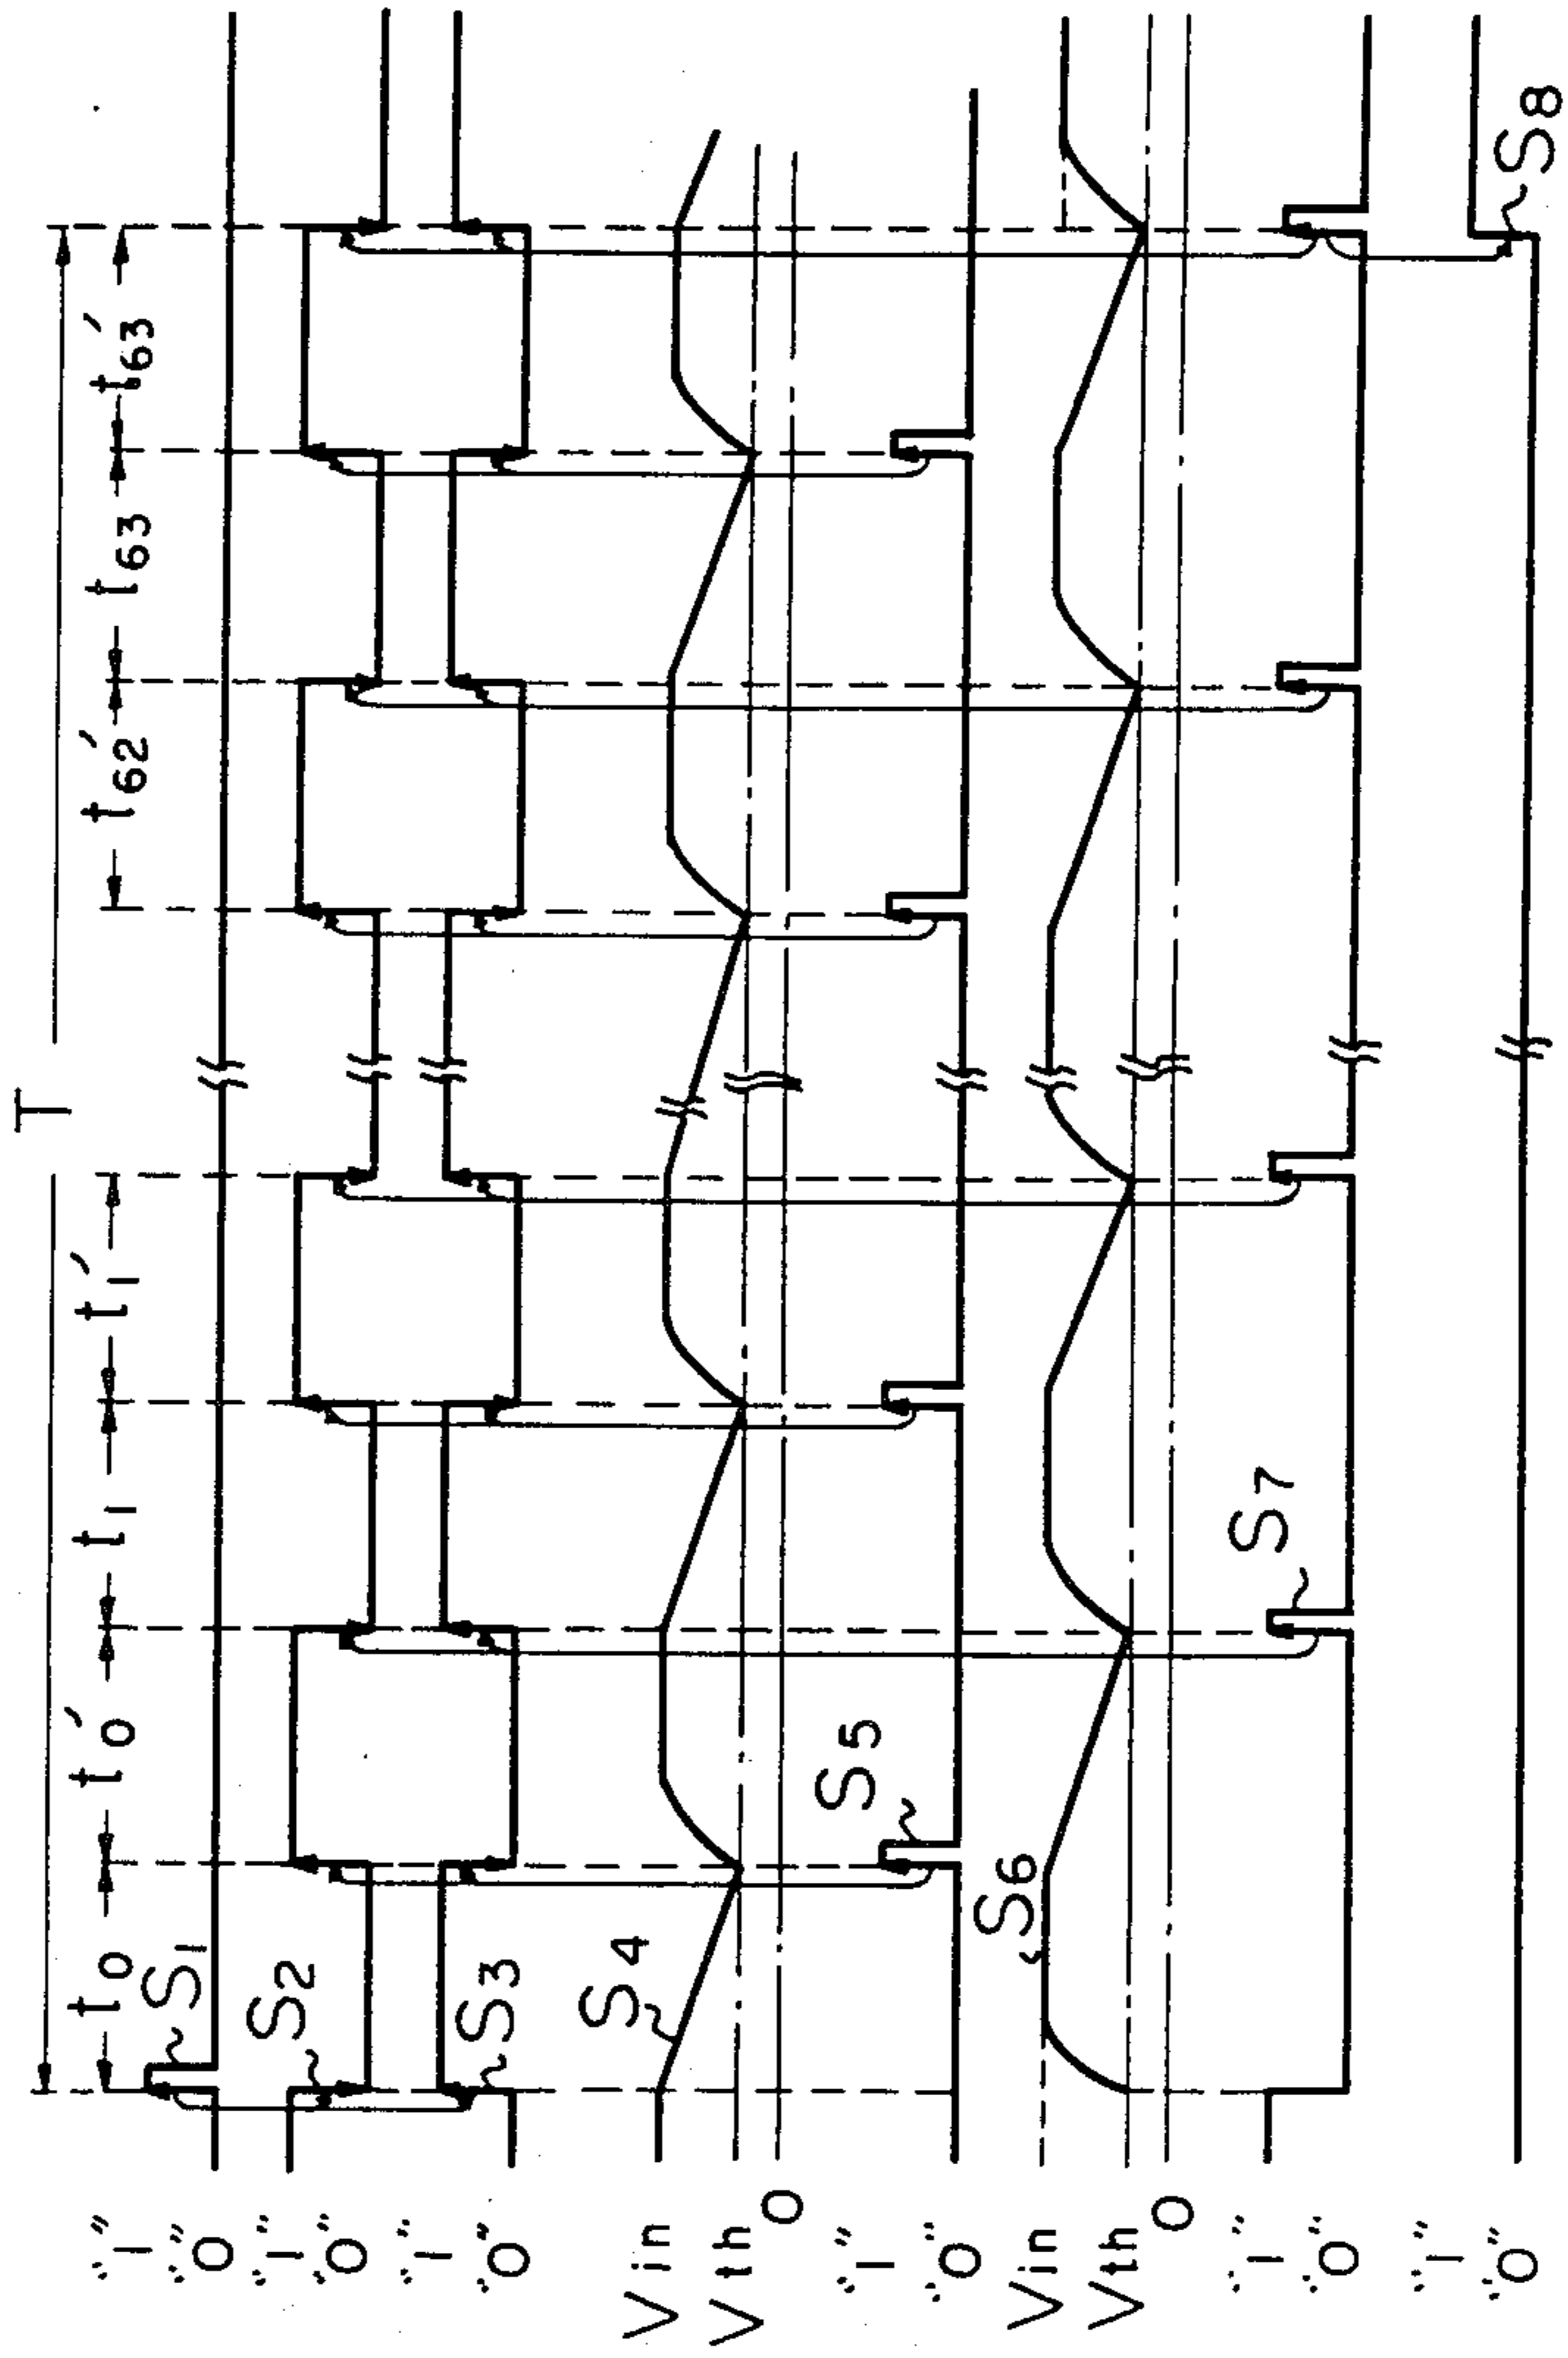 T
t0 t0' t1 t1' t62' t63 t63'
"1"
S1
"0"
"1"
S2
"0"
"1"
S3
"0"
Vin
S4
Vth
0
"1"
S5
"0"
Vin
S6
Vth
0
"1"
S7
"0"
"1"
S8
"0"